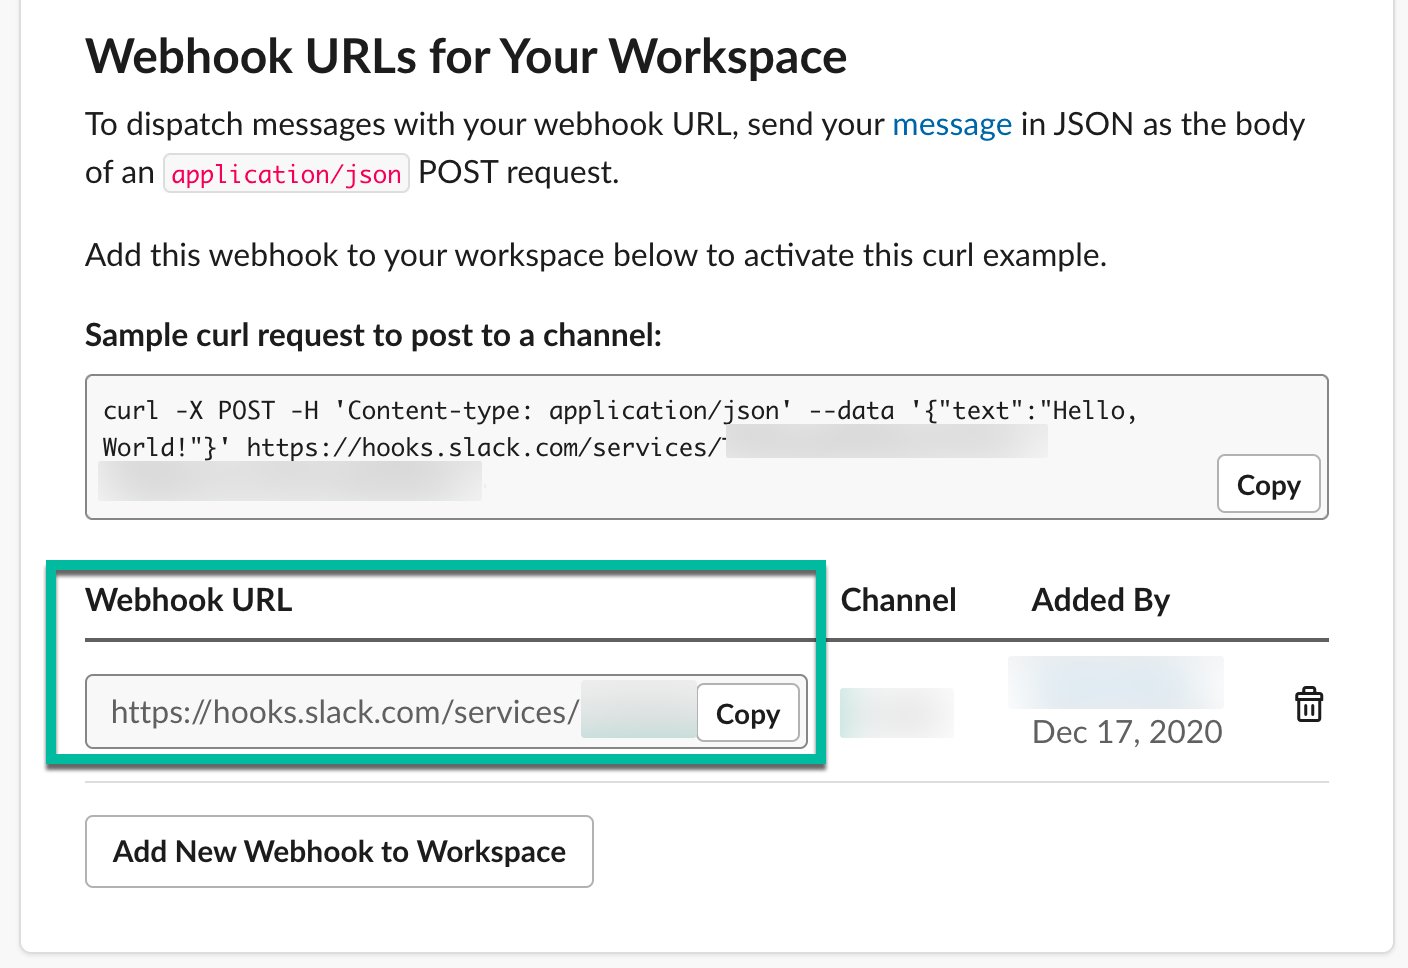 Webhook URLs for Your Workspace
To dispatch messages with your webhook URL, send your message in JSON as the body
of an application/json POST request.
Add this webhook to your workspace below to activate this curl example.
Sample curl request to post to a channel:
curl -X POST -H 'Content-type: application/json' --data '{"text":"Hello,
World!"}' https://hooks.slack.com/services/
Copy
Webhook URL Channel Added By
https://hooks.slack.com/services/ Copy
Dec 17, 2020
Add New Webhook to Workspace